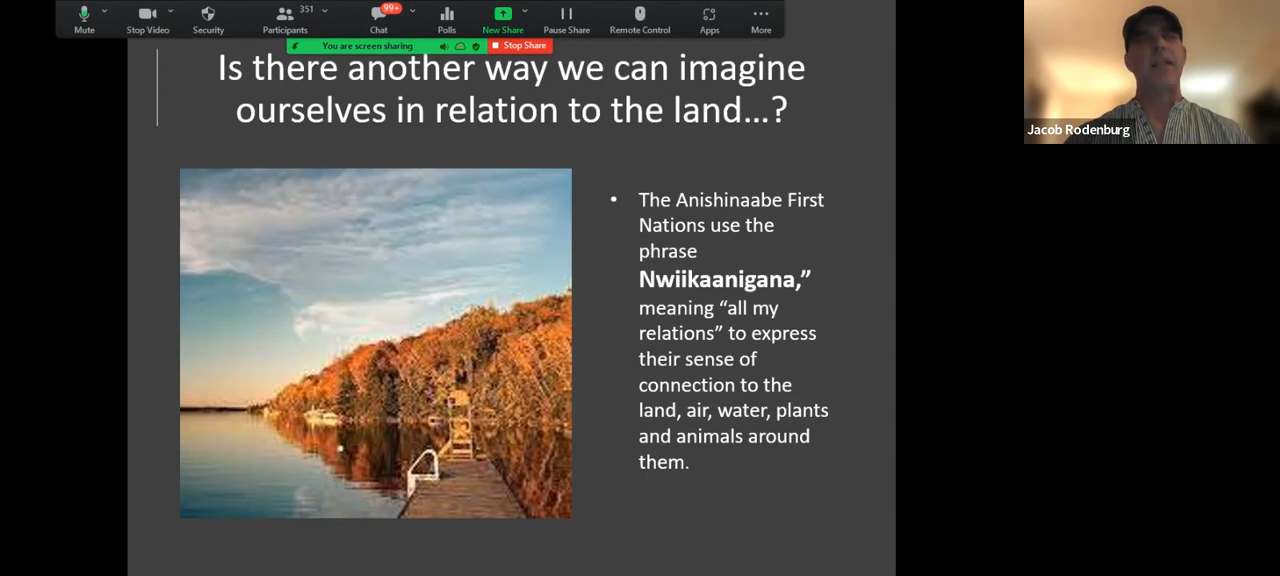 Mute
Stop Video
Security
351
Participants
99+
Chat
Polls
New Share
Pause Share
Remote Control
Apps
More
You are screen sharing
Stop Share
Is there another way we can imagine
ourselves in relation to the land…?
• The Anishinaabe First
Nations use the
phrase
Nwiikaanigana,”
meaning “all my
relations” to express
their sense of
connection to the
land, air, water, plants
and animals around
them.
Jacob Rodenburg